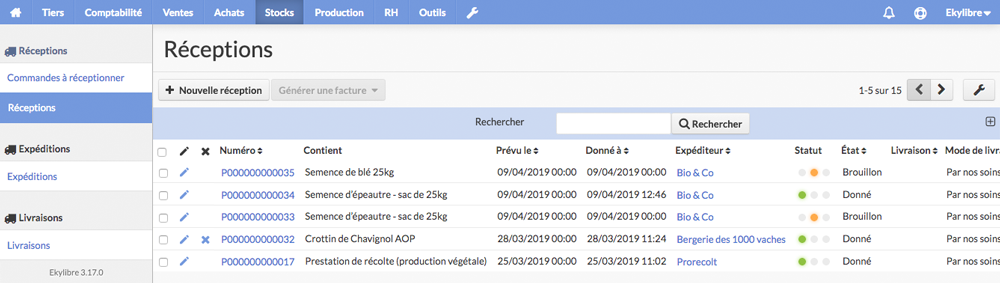 Tiers Comptabilité Ventes Achats Stocks Production RH Outils Ekylibre
Réceptions
Commandes à réceptionner
Réceptions
Expéditions
Expéditions
Livraisons
Livraisons
Ekylibre 3.17.0
Réceptions
Nouvelle réception Générer une facture 1-5 sur 15
Rechercher Rechercher
Numéro Contient Prévu le Donné à Expéditeur Statut État Livraison Mode de livra
P000000000035 Semence de blé 25kg 09/04/2019 00:00 09/04/2019 00:00 Bio & Co Brouillon Par nos soins
P000000000034 Semence d'épeautre - sac de 25kg 09/04/2019 00:00 09/04/2019 12:46 Bio & Co Donné Par nos soins
P000000000033 Semence d'épeautre - sac de 25kg 09/04/2019 00:00 09/04/2019 00:00 Bio & Co Brouillon Par nos soins
P000000000032 Crottin de Chavignol AOP 28/03/2019 00:00 28/03/2019 11:24 Bergerie des 1000 vaches Donné Par nos soins
P000000000017 Prestation de récolte (production végétale) 25/03/2019 00:00 25/03/2019 11:02 Prorecolt Donné Par nos soins